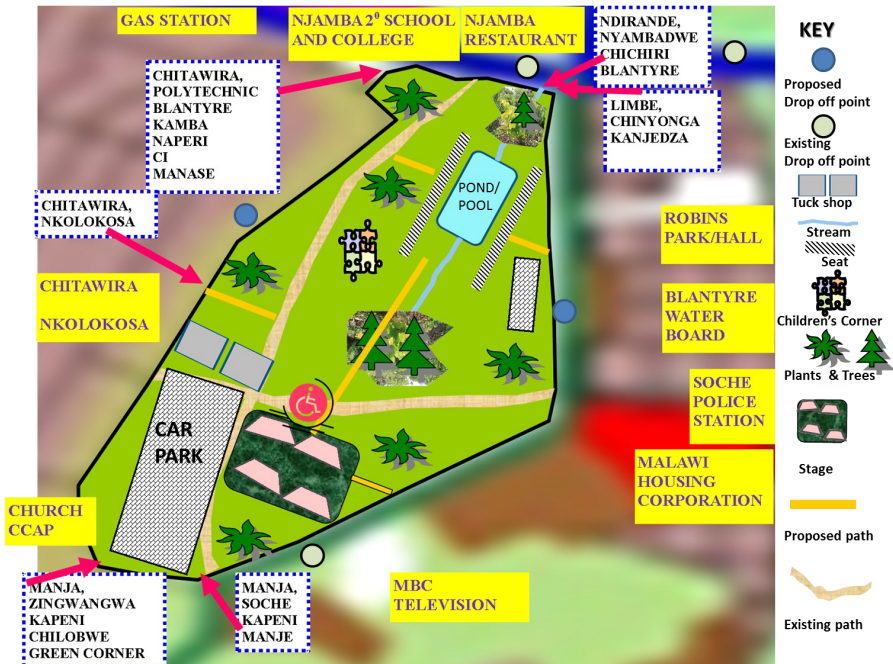 GAS STATION
NJAMBA 2⁰ SCHOOL
AND COLLEGE
NJAMBA
RESTAURANT
NDIRANDE,
NYAMBADWE
CHICHIRI
BLANTYRE
LIMBE,
CHINYONGA
KANJEDZA
CHITAWIRA,
POLYTECHNIC
BLANTYRE
KAMBA
NAPERI
CI
MANASE
CHITAWIRA,
NKOLOKOSA
CHITAWIRA
NKOLOKOSA
POND/
POOL
CAR
PARK
CHURCH
CCAP
MANJA,
ZINGWANGWA
KAPENI
CHILOBWE
GREEN CORNER
MANJA,
SOCHE
KAPENI
MANJE
MBC
TELEVISION
ROBINS
PARK/HALL
BLANTYRE
WATER
BOARD
SOCHE
POLICE
STATION
MALAWI
HOUSING
CORPORATION
KEY
Proposed
Drop off point
Existing
Drop off point
Tuck shop
Stream
Seat
Children's Corner
Plants & Trees
Stage
Proposed path
Existing path